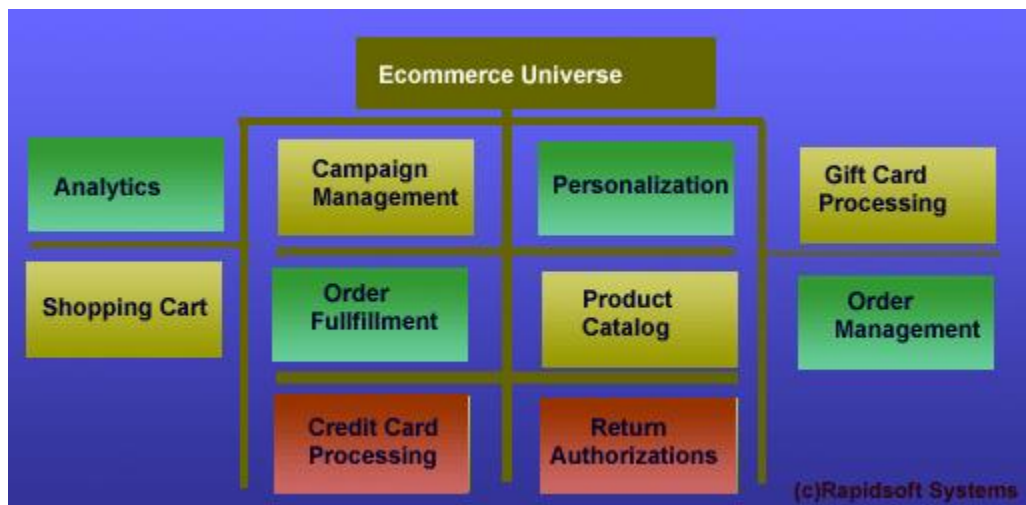 Ecommerce Universe
Analytics
Campaign
Management
Personalization
Gift Card
Processing
Shopping Cart
Order
Fullfillment
Product
Catalog
Order
Management
Credit Card
Processing
Return
Authorizations
(c)Rapidsoft Systems